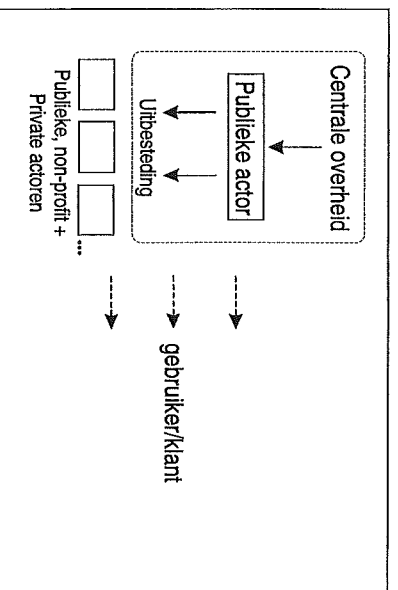 Centrale overheid
Publieke actor
Uitbesteding
...
Publieke, non-profit +
Private actoren
gebruiker/klant